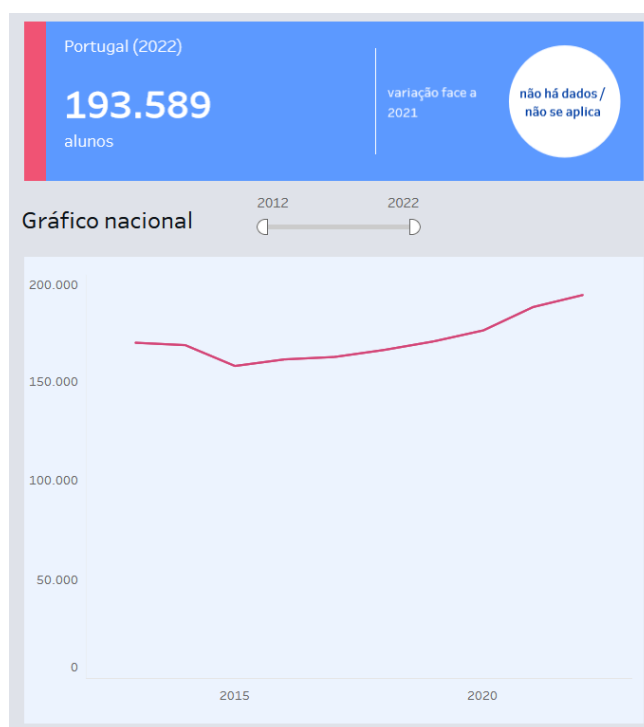 Portugal (2022)
193.589
alunos
variação face a
2021
não há dados /
não se aplica
Gráfico nacional
2012
2022
200.000
150.000
100.000
50.000
0
2015
2020